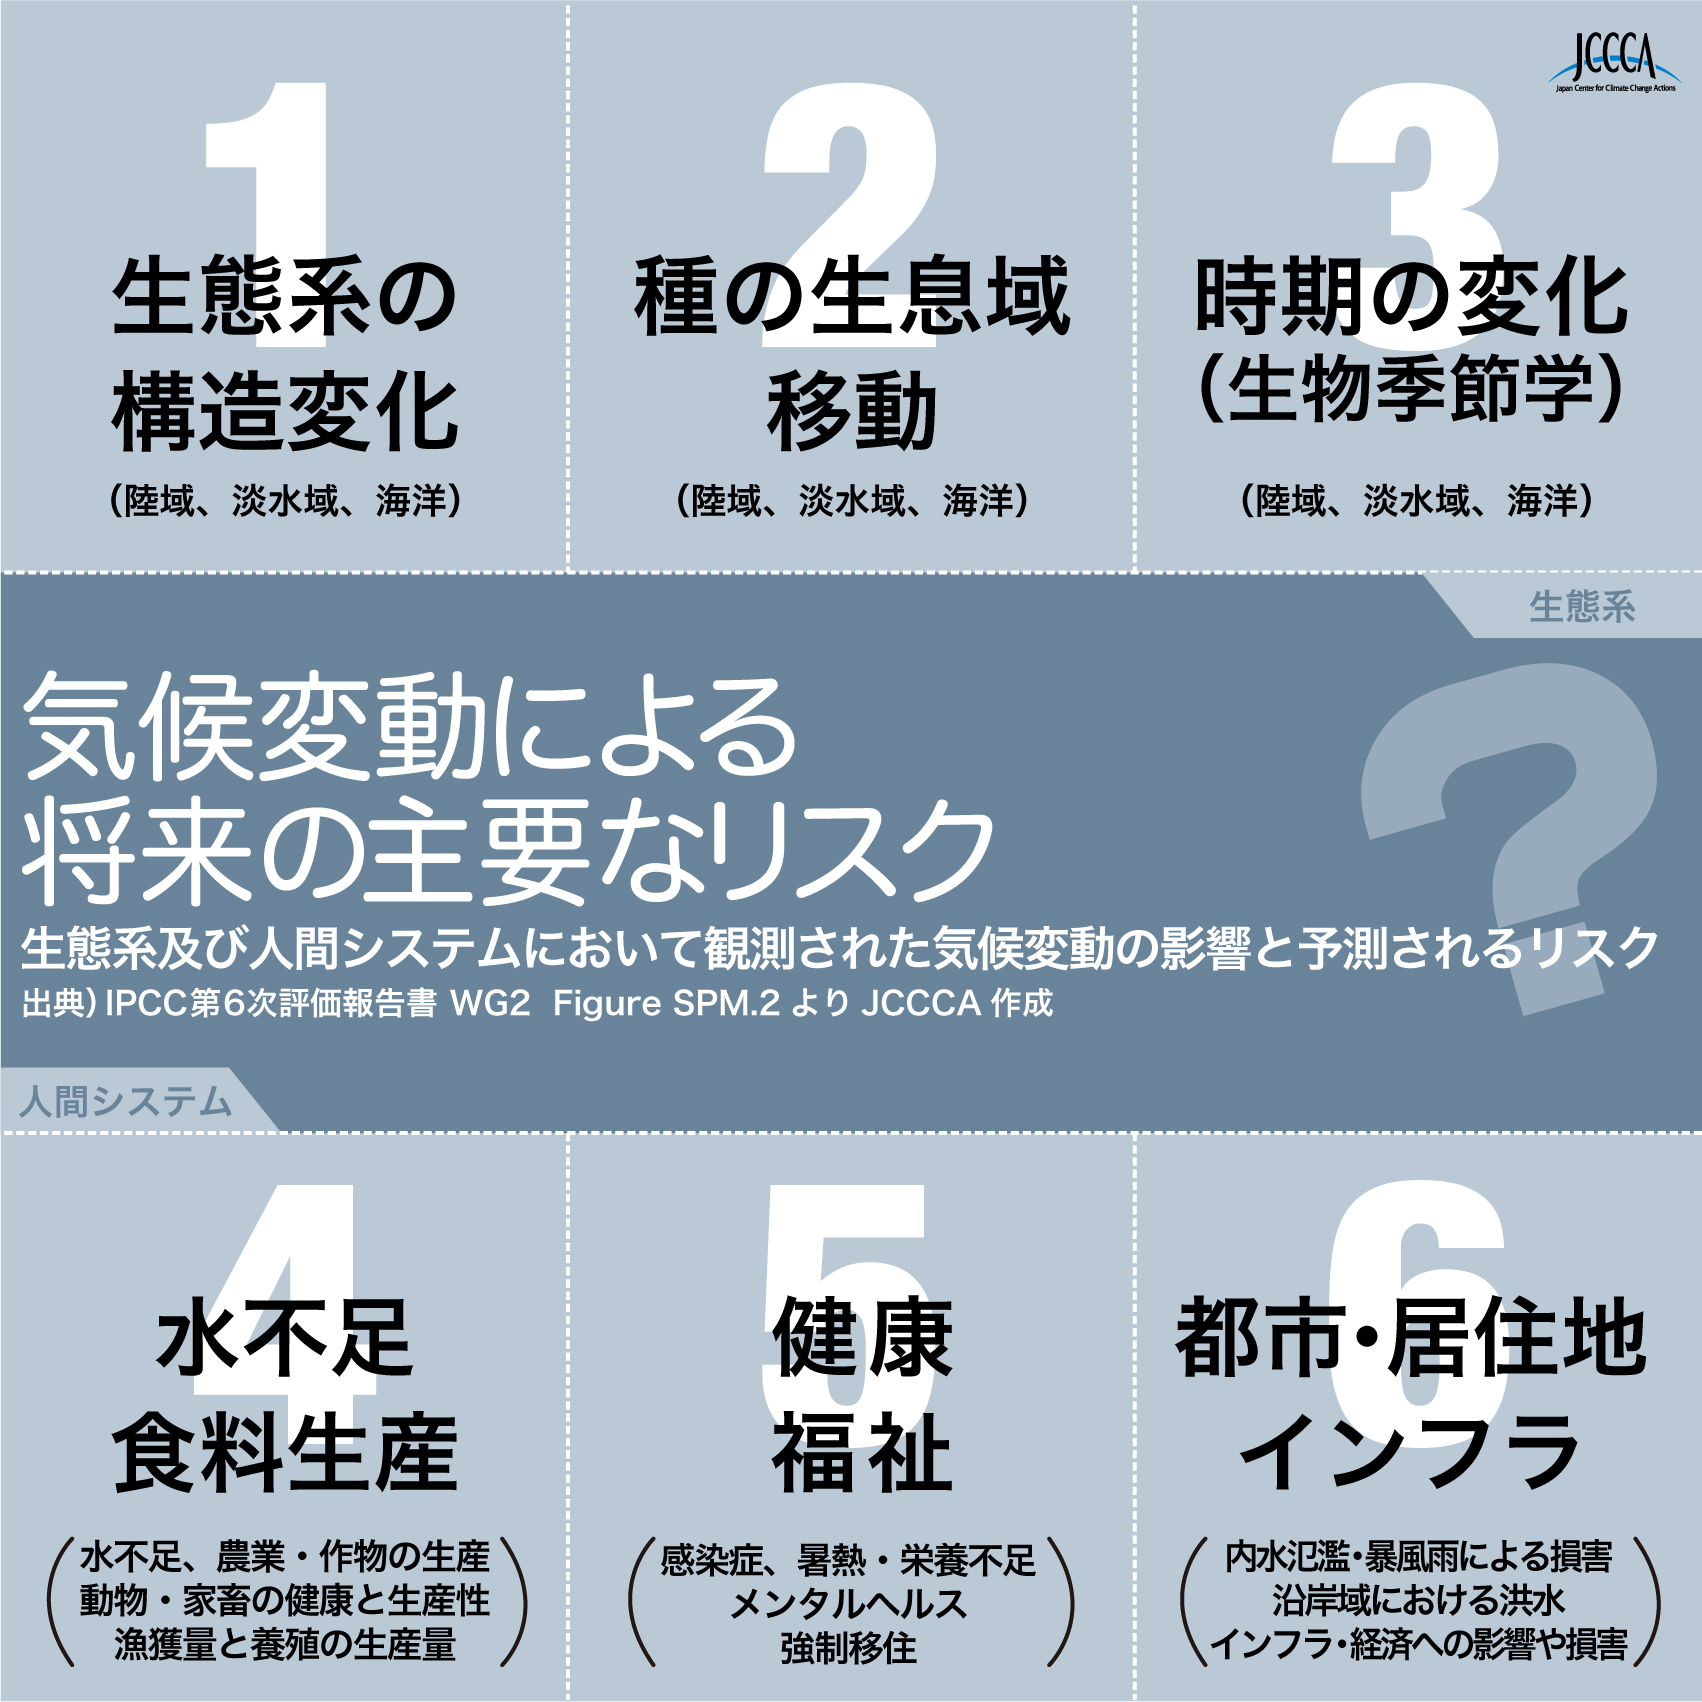 JCCCA
Japan Center for Climate Change Actions
1
生態系の
構造変化
（陸域、淡水域、海洋）
2
種の生息域
移動
（陸域、淡水域、海洋）
3
時期の変化
（生物季節学）
（陸域、淡水域、海洋）
生態系
気候変動による
将来の主要なリスク
?
生態系及び人間システムにおいて観測された気候変動の影響と予測されるリスク
出典）IPCC第6次評価報告書 WG2 Figure SPM.2 より JCCCA 作成
人間システム
4
水不足
食料生産
（水不足、農業・作物の生産
動物・家畜の健康と生産性
漁獲量と養殖の生産量）
5
健康
福祉
（感染症、暑熱・栄養不足
メンタルヘルス
強制移住）
6
都市・居住地
インフラ
（内水氾濫・暴風雨による損害
沿岸域における洪水
インフラ・経済への影響や損害）